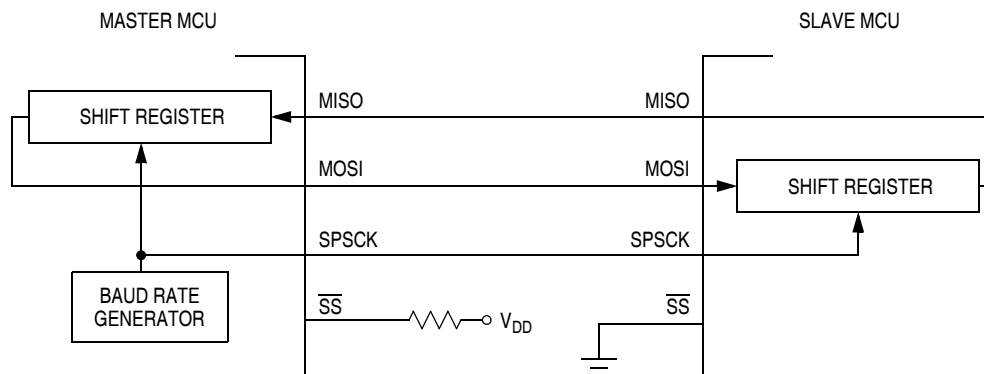 MASTER MCU
SLAVE MCU
SHIFT REGISTER
MISO
MISO
MOSI
MOSI
SHIFT REGISTER
SPSCK
SPSCK
BAUD RATE
GENERATOR
SS
VDD
SS